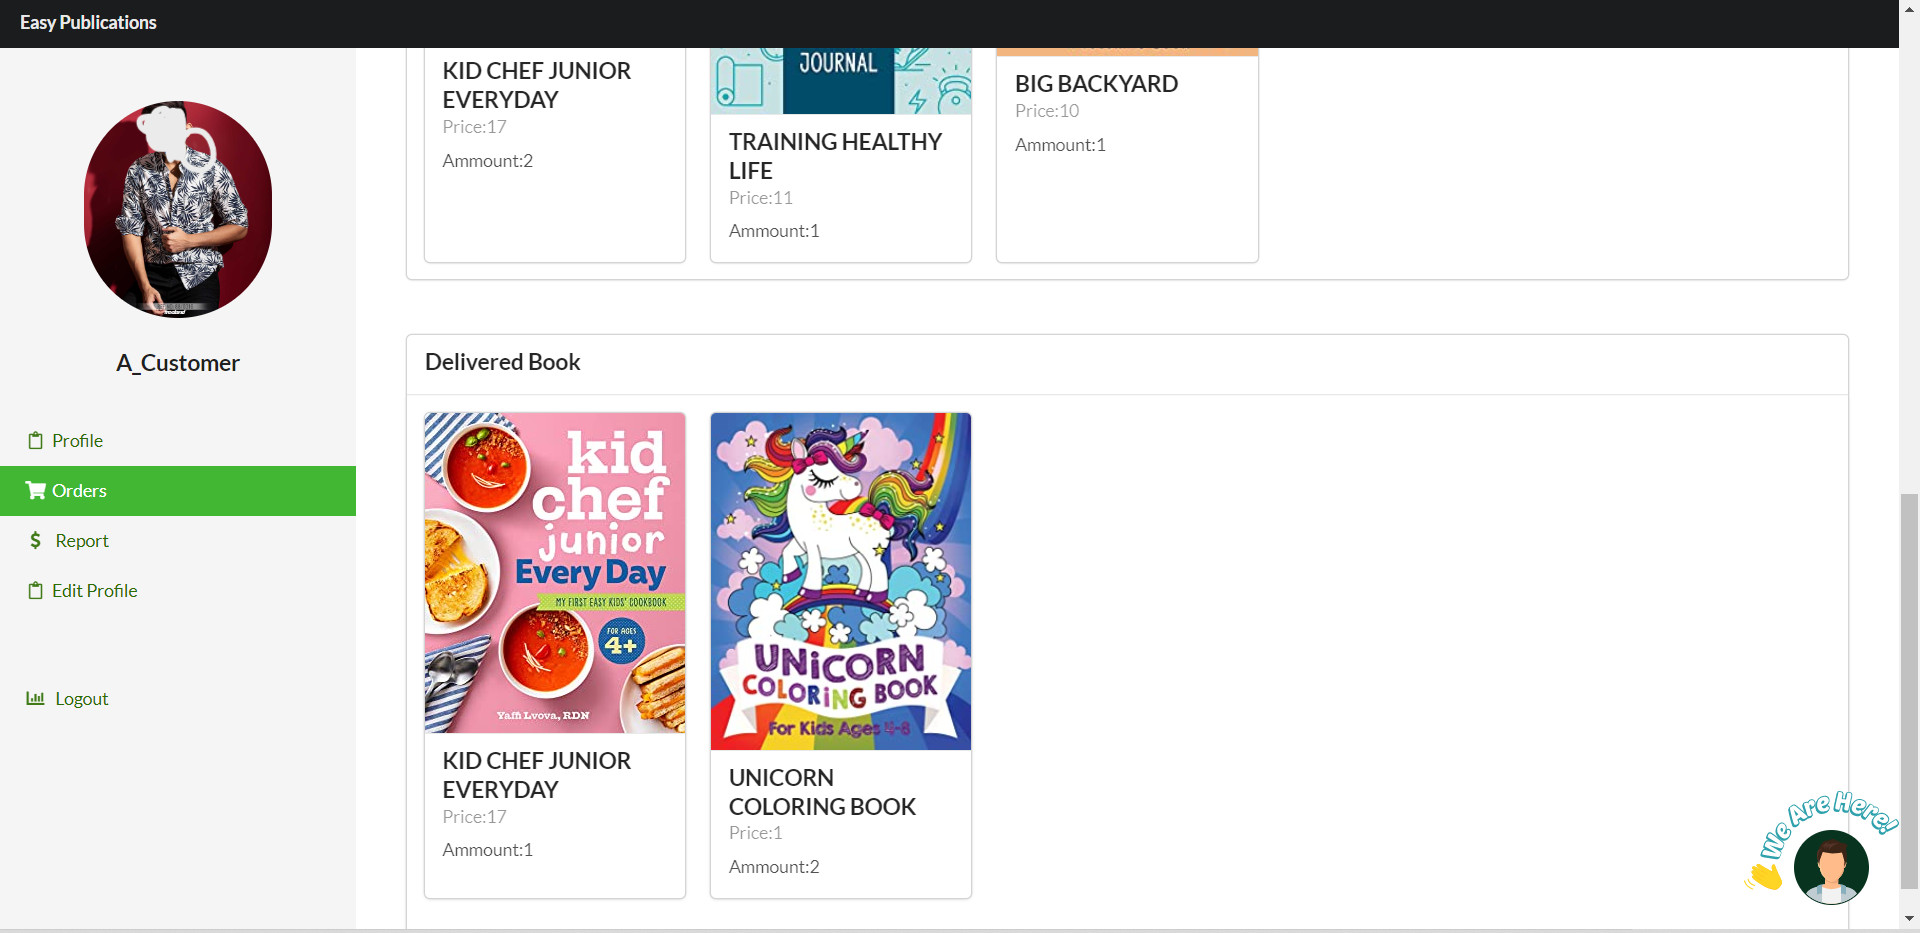 Easy Publications
A_Customer
Profile
Orders
Report
Edit Profile
Logout
KID CHEF JUNIOR
EVERYDAY
Price:17
Ammount:2
JOURNAL
TRAINING HEALTHY
LIFE
Price:11
Ammount:1
BIG BACKYARD
Price:10
Ammount:1
Delivered Book
kid
chef
junior
Every Day
MY FIRST EASY KIDS' COOKBOOK
FOR AGES
4+
Yaffi Lvova, RDN
KID CHEF JUNIOR
EVERYDAY
Price:17
Ammount:1
UNiCORN
COLORiNG BOOK
For Kids Ages 4-8
UNICORN
COLORING BOOK
Price:1
Ammount:2
We Are Here!